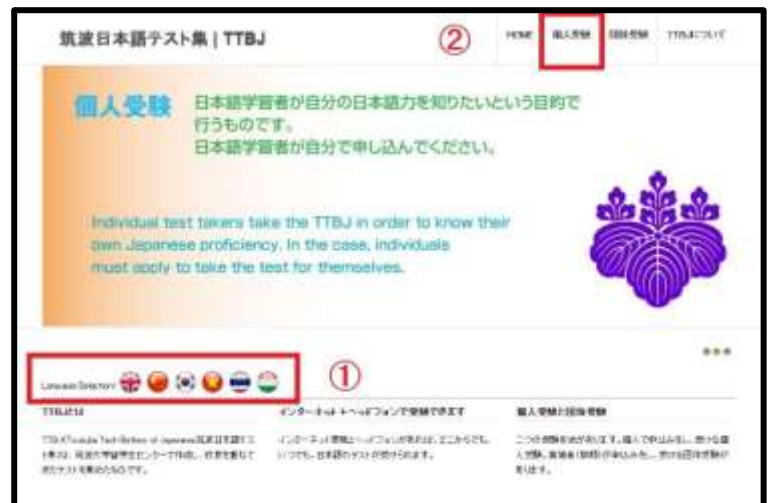 筑波日本語テスト集 | TTBJ
②
HOME 個人受験 団体受験 TTBJについて
個人受験
日本語学習者が自分の日本語力を知りたいという目的で
行うものです。
日本語学習者が自分で申し込んでください。
Individual test takers take the TTBJ in order to know their
own Japanese proficiency. In the case, individuals
must apply to take the test for themselves.
Language Selection:
①
TTBJとは
インターネット+ヘッドフォンで受験できます
個人受験と団体受験